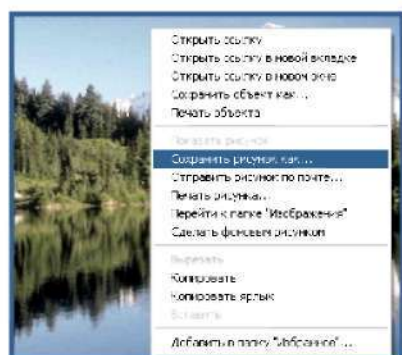 Открыть ссылку
Открыть ссылку в новой вкладке
Открыть ссылку в новом окне
Сохранить объект как...
Печать объекта
Показать рисунок
Сохранить рисунок как...
Отправить рисунок по почте...
Печать рисунка...
Перейти к папке "Изображения"
Сделать фоновым рисунком
Вырезать
Копировать
Копировать ярлык
Вставить
Добавить в папку "Избранное"...